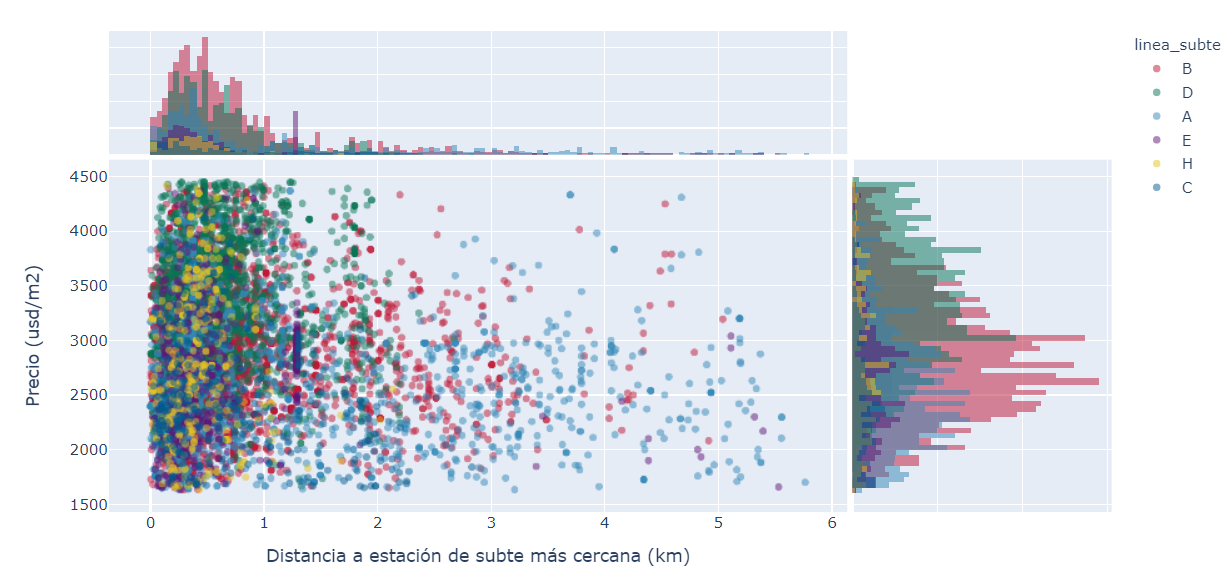 linea_subte
B
D
A
E
H
C
Precio (usd/m2)
4500
4000
3500
3000
2500
2000
1500
0
1
2
3
4
5
6
Distancia a estación de subte más cercana (km)